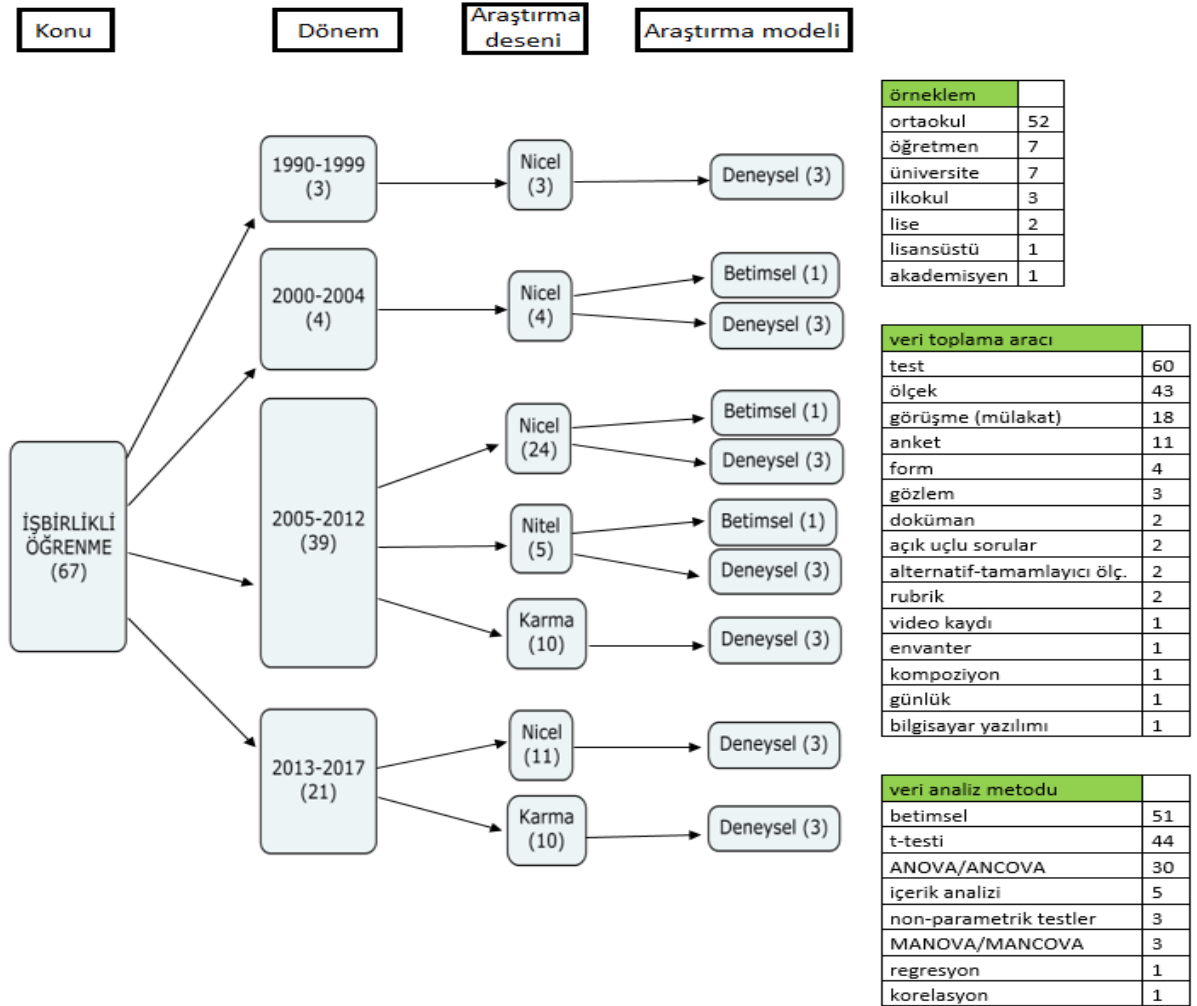 Konu
Dönem
Araştırma
deseni
Araştırma modeli
İŞBİRLİKLİ
ÖĞRENME
(67)
1990-1999
(3)
Nicel
(3)
Deneysel (3)
2000-2004
(4)
Nicel
(4)
Betimsel (1)
Deneysel (3)
2005-2012
(39)
Nicel
(24)
Betimsel (1)
Deneysel (3)
Nitel
(5)
Betimsel (1)
Deneysel (3)
Karma
(10)
Deneysel (3)
2013-2017
(21)
Nicel
(11)
Deneysel (3)
Karma
(10)
Deneysel (3)
örneklem
ortaokul 52
öğretmen 7
üniversite 7
ilkokul 3
lise 2
lisansüstü 1
akademisyen 1
veri toplama aracı
test 60
ölçek 43
görüşme (mülakat) 18
anket 11
form 4
gözlem 3
doküman 2
açık uçlu sorular 2
alternatif-tamamlayıcı ölç. 2
rubrik 2
video kaydı 1
envanter 1
kompoziyon 1
günlük 1
bilgisayar yazılımı 1
veri analiz metodu
betimsel 51
t-testi 44
ANOVA/ANCOVA 30
içerik analizi 5
non-parametrik testler 3
MANOVA/MANCOVA 3
regresyon 1
korelasyon 1